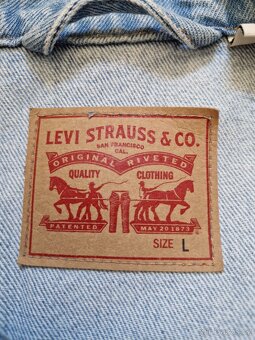 LEVI STRAUSS & CO.
SAN FRANCISCO
CAL.
ORIGINAL RIVETED
QUALITY CLOTHING
PATENTED MAY 20 1873
SIZE L